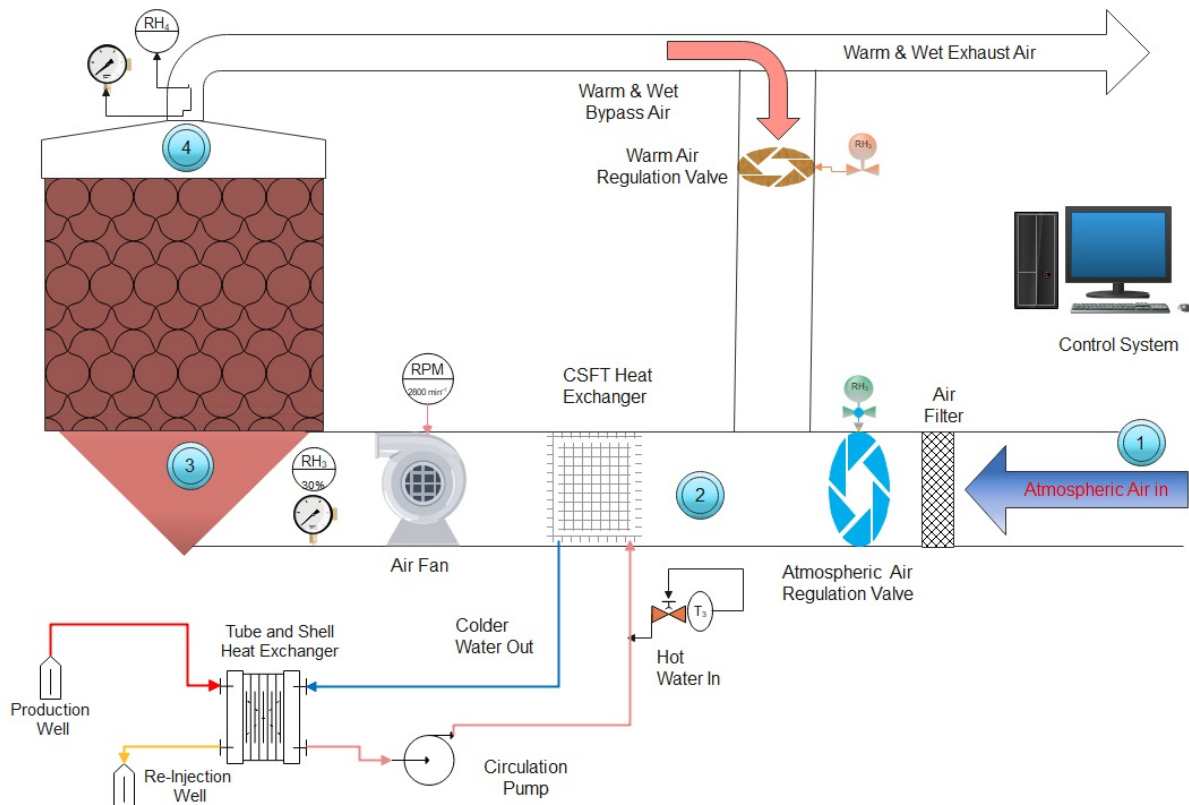 RH₄
Warm & Wet Exhaust Air
Warm & Wet
Bypass Air
4
Warm Air
Regulation Valve
RH₃
Control System
RPM
2800 min⁻¹
CSFT Heat
Exchanger
RH₃
Air
Filter
1
3
RH₃
30%
2
Atmospheric Air in
Air Fan
Atmospheric Air
Regulation Valve
T₃
Tube and Shell
Heat Exchanger
Colder
Water Out
Hot
Water In
Production
Well
Re-Injection
Well
Circulation
Pump